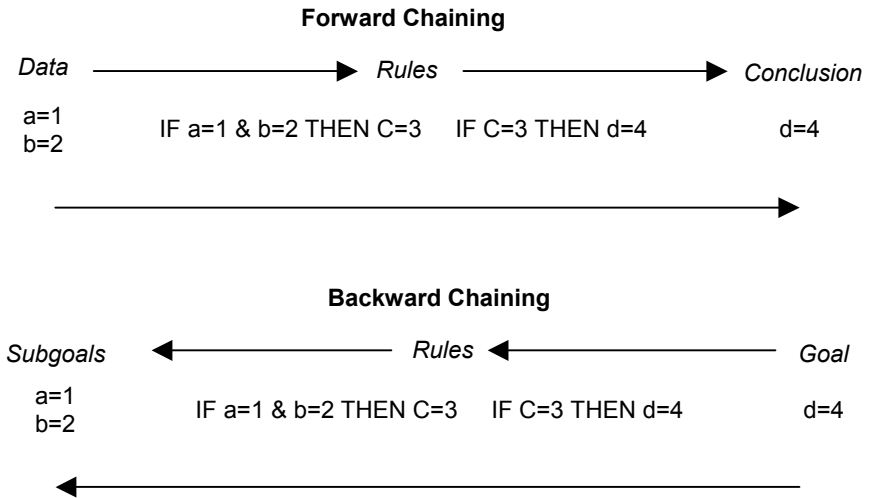 Forward Chaining
Data Rules Conclusion
a=1
b=2
IF a=1 & b=2 THEN C=3 IF C=3 THEN d=4 d=4
Backward Chaining
Subgoals Rules Goal
a=1
b=2
IF a=1 & b=2 THEN C=3 IF C=3 THEN d=4 d=4